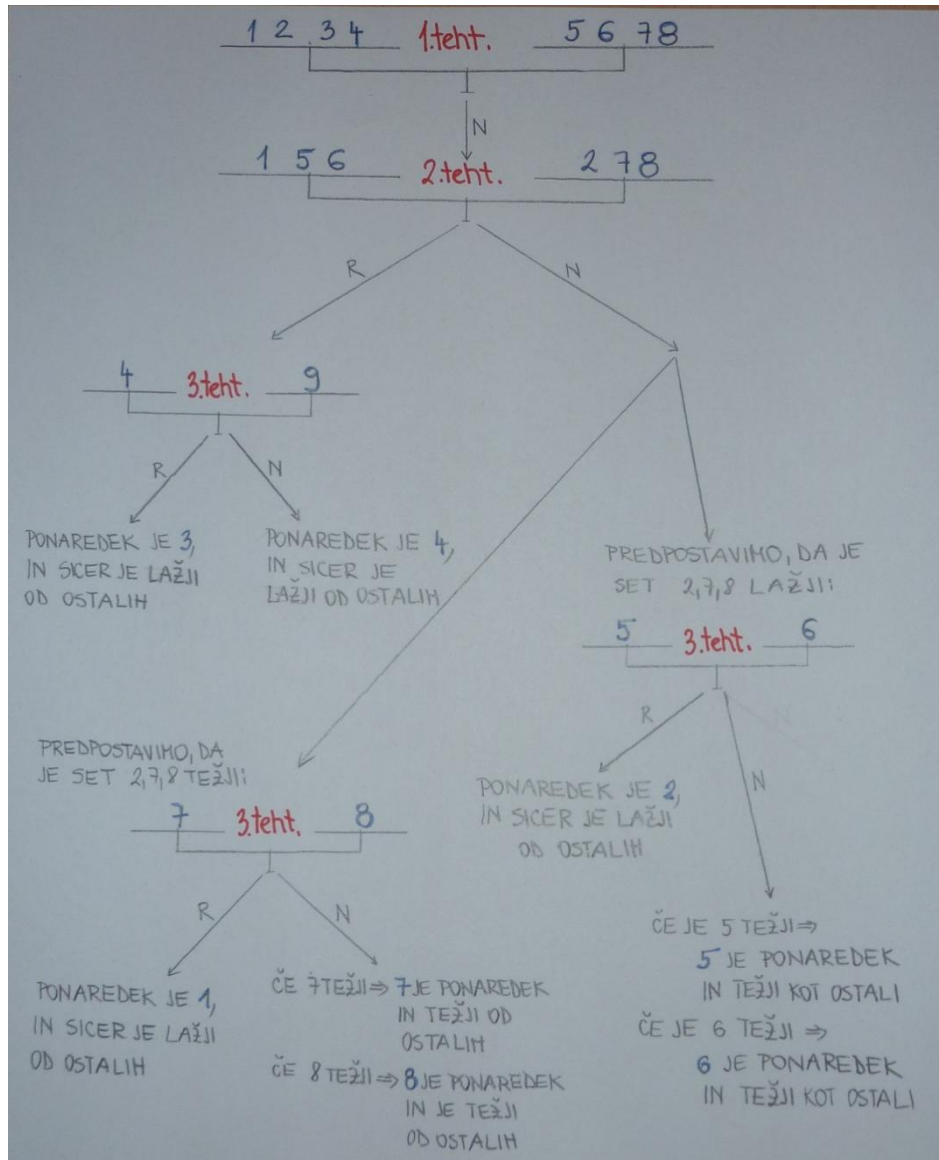 1 2 3 4 1.teht. 5 6 7 8
N
1 5 6 2.teht. 2 7 8
R N
4 3.teht. 9
R N
PONAREDEK JE 3,
IN SICER JE LAŽJI
OD OSTALIH
PONAREDEK JE 4,
IN SICER JE
LAŽJI OD OSTALIH
PREDPOSTAVIMO, DA JE
SET 2,7,8 LAŽJI:
5 3.teht. 6
R N
PONAREDEK JE 2,
IN SICER JE LAŽJI
OD OSTALIH
ČE JE 5 TEŽJI ⇒
5 JE PONAREDEK
IN TEŽJI KOT OSTALI
ČE JE 6 TEŽJI ⇒
6 JE PONAREDEK
IN TEŽJI KOT OSTALI
PREDPOSTAVIMO, DA
JE SET 2,7,8 TEŽJI:
7 3.teht. 8
R N
PONAREDEK JE 1,
IN SICER JE LAŽJI
OD OSTALIH
ČE 7 TEŽJI ⇒ 7 JE PONAREDEK
IN TEŽJI OD
OSTALIH
ČE 8 TEŽJI ⇒ 8 JE PONAREDEK
IN JE TEŽJI
OD OSTALIH